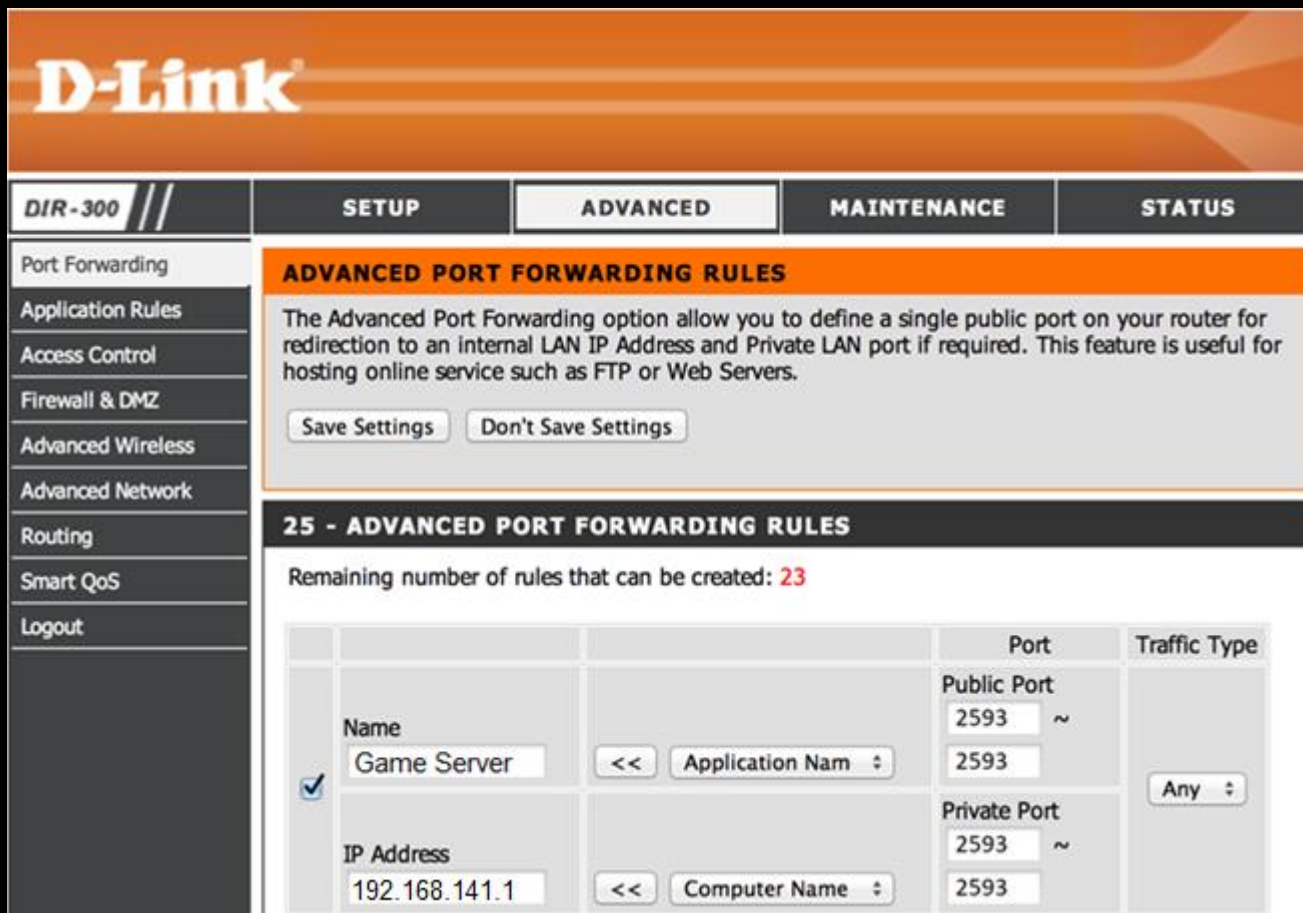 D-Link
DIR-300 SETUP ADVANCED MAINTENANCE STATUS
Port Forwarding
Application Rules
Access Control
Firewall & DMZ
Advanced Wireless
Advanced Network
Routing
Smart QoS
Logout
ADVANCED PORT FORWARDING RULES
The Advanced Port Forwarding option allow you to define a single public port on your router for
redirection to an internal LAN IP Address and Private LAN port if required. This feature is useful for
hosting online service such as FTP or Web Servers.
Save Settings Don't Save Settings
25 - ADVANCED PORT FORWARDING RULES
Remaining number of rules that can be created: 23
Port Traffic Type
Public Port
Name 2593 ~
Game Server << Application Nam 2593
Any
Private Port
IP Address 2593 ~
192.168.141.1 << Computer Name 2593